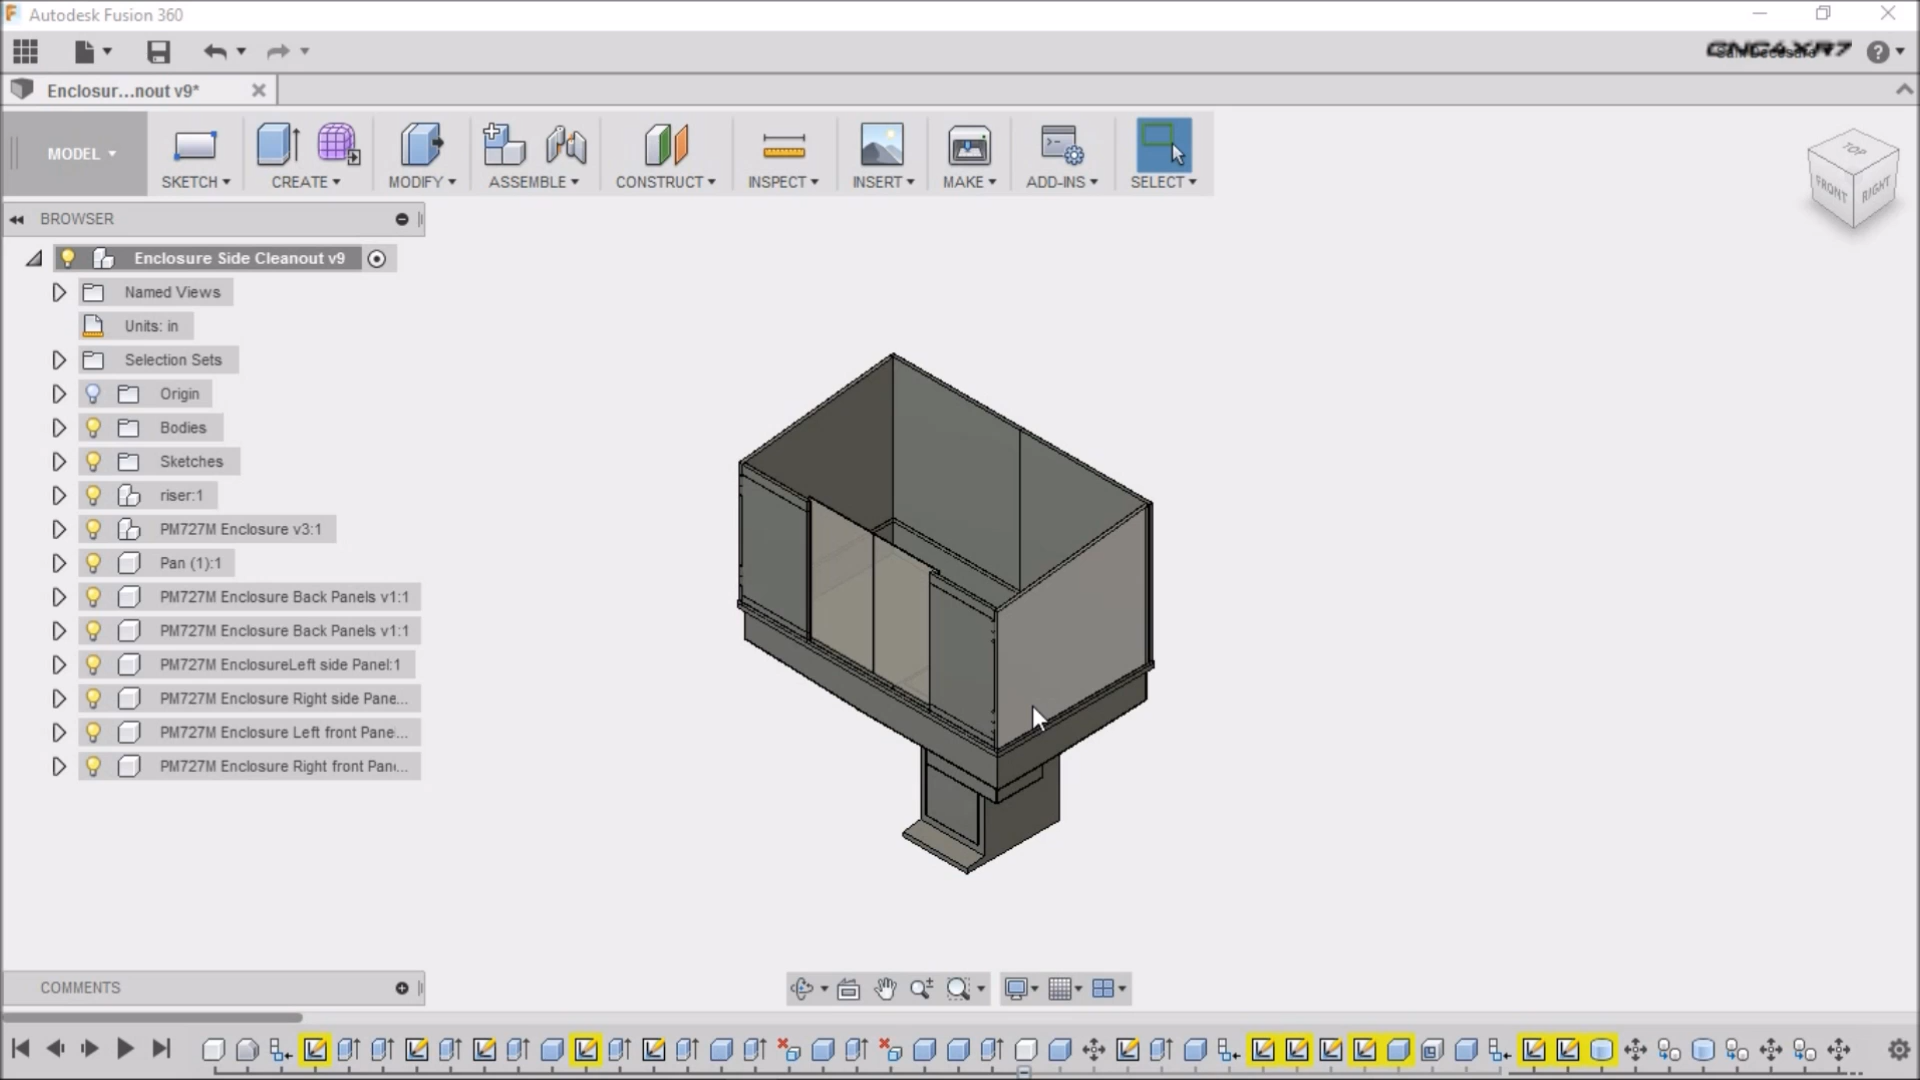 Autodesk Fusion 360
CNC4XR7
Enclosur...nout v9*
MODEL
SKETCH
CREATE
MODIFY
ASSEMBLE
CONSTRUCT
INSPECT
INSERT
MAKE
ADD-INS
SELECT
TOP
FRONT
RIGHT
BROWSER
Enclosure Side Cleanout v9
Named Views
Units: in
Selection Sets
Origin
Bodies
Sketches
riser:1
PM727M Enclosure v3:1
Pan (1):1
PM727M Enclosure Back Panels v1:1
PM727M Enclosure Back Panels v1:1
PM727M EnclosureLeft side Panel:1
PM727M Enclosure Right side Pane...
PM727M Enclosure Left front Pane...
PM727M Enclosure Right front Pan...
COMMENTS